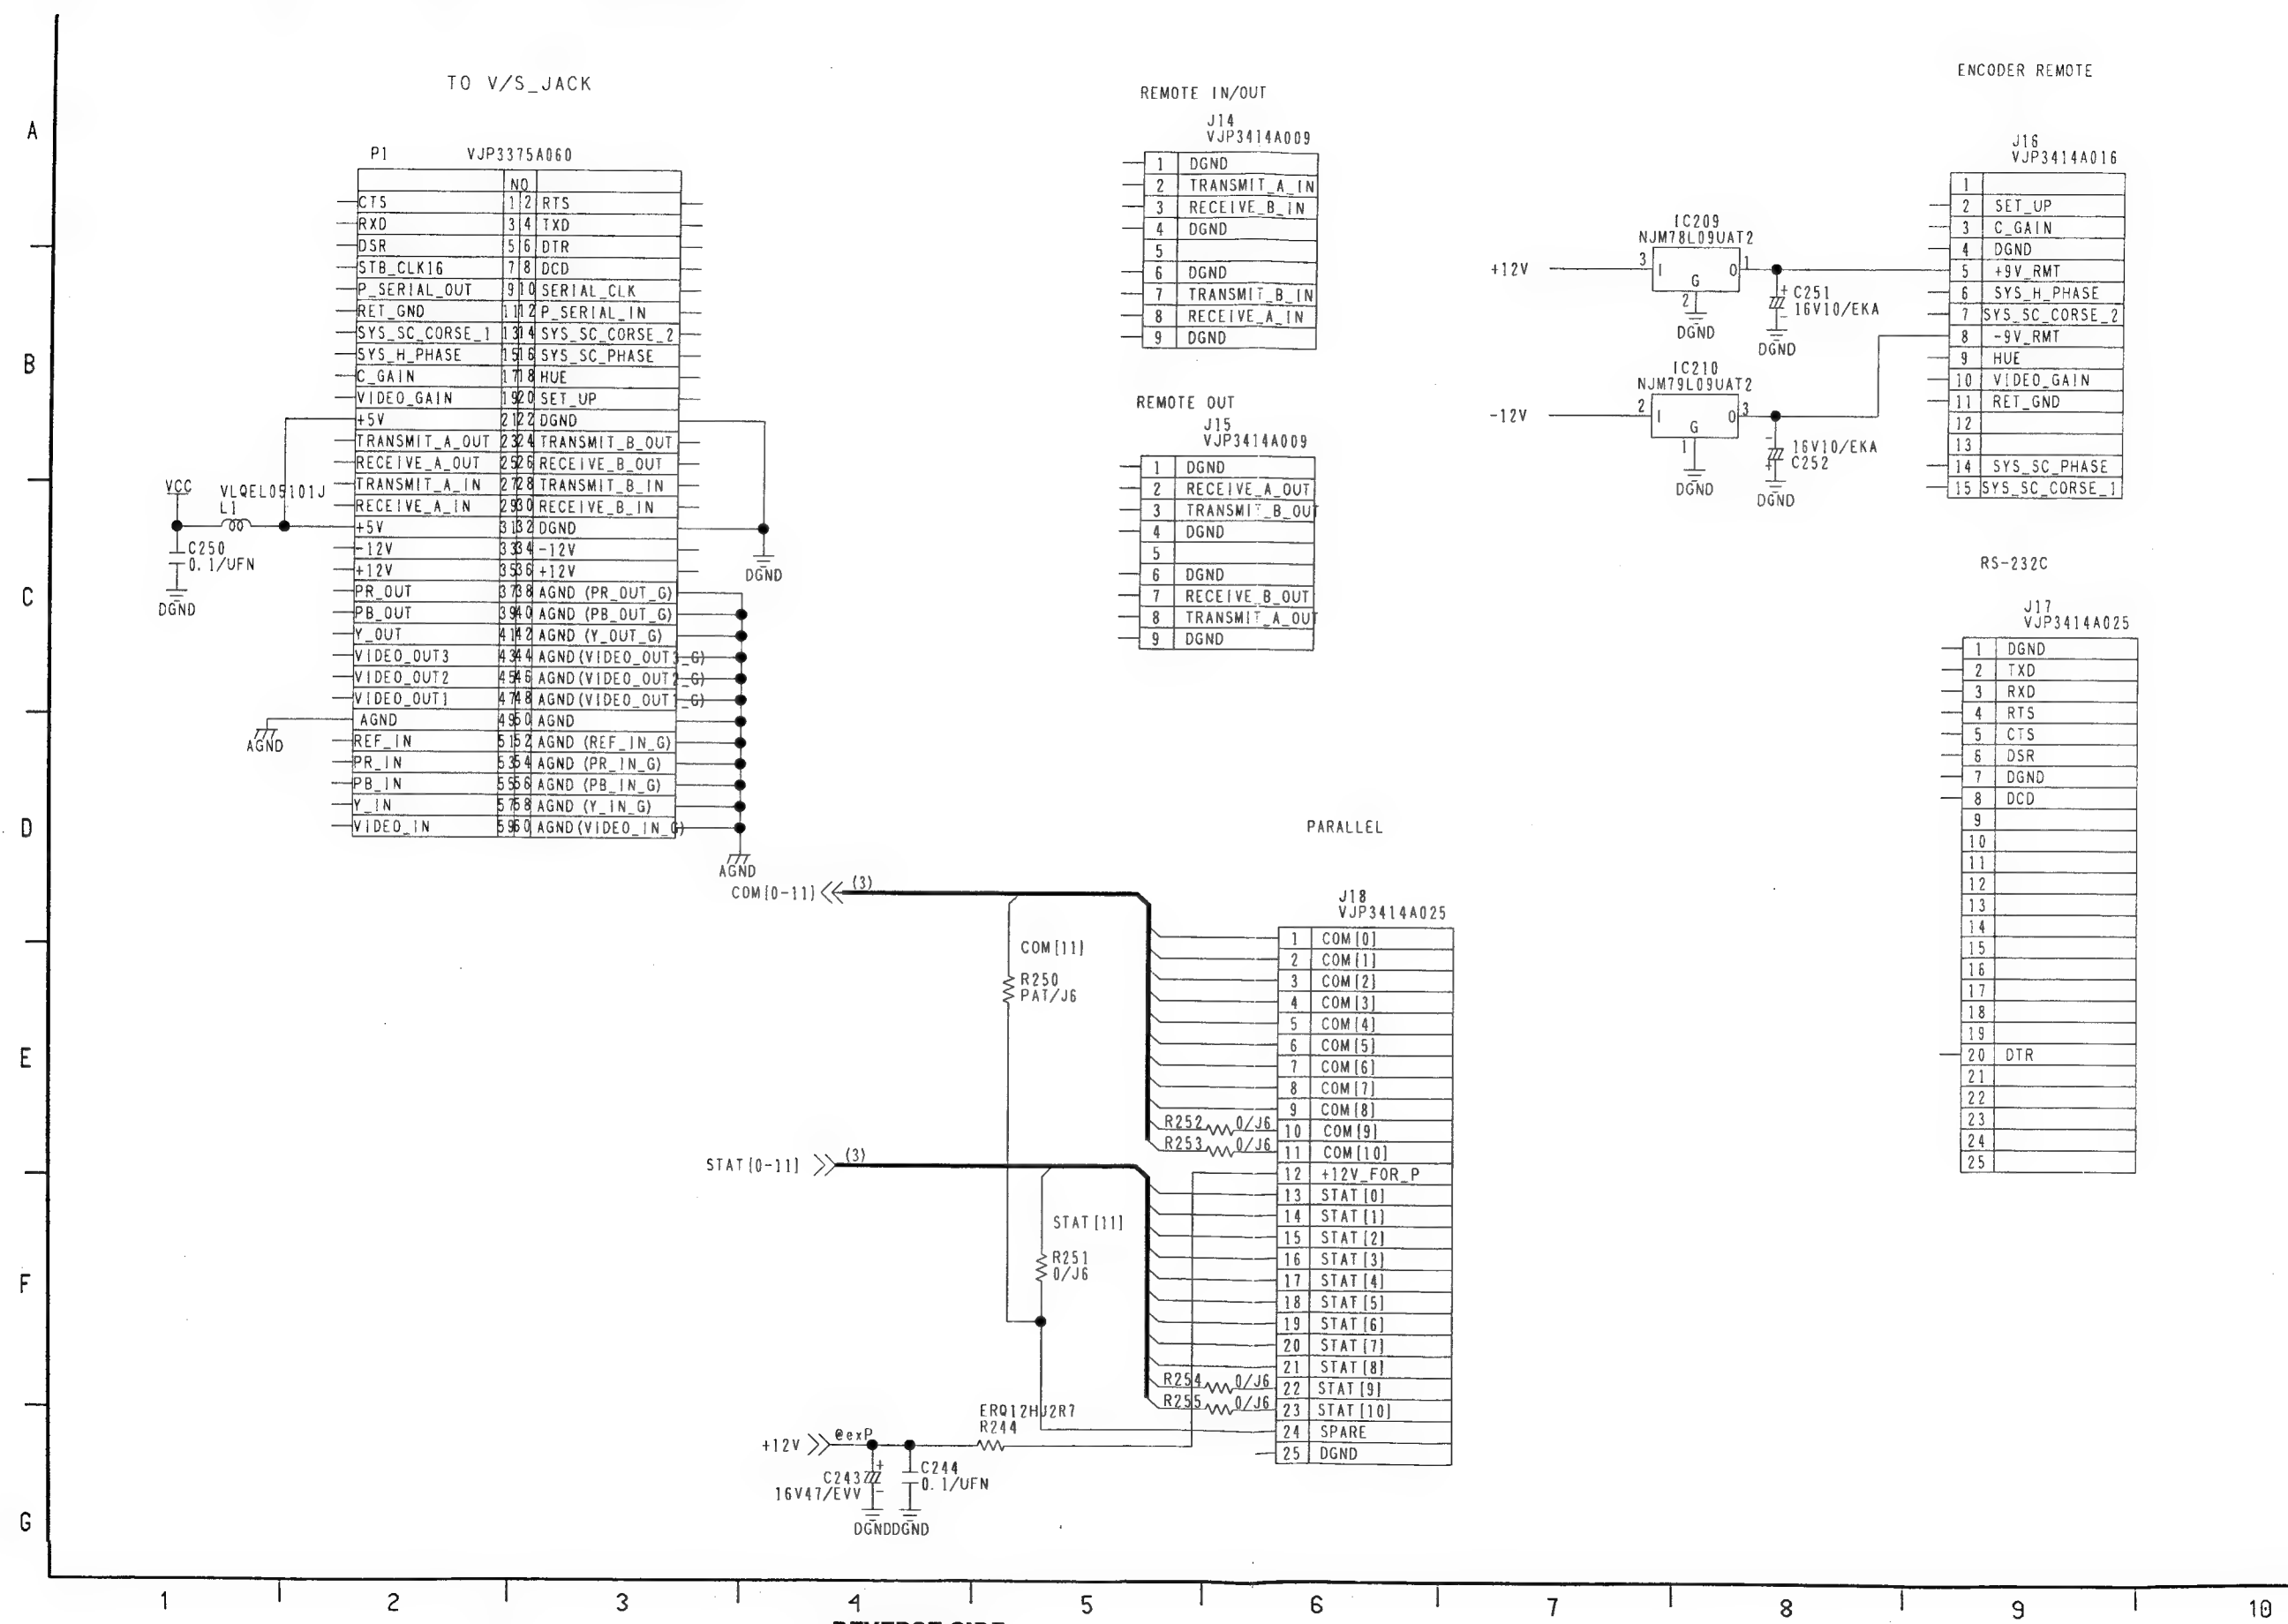 TO V/S_JACK
P1 VJP3375A060
NO
CTS 1 2 RTS
RXD 3 4 TXD
DSR 5 6 DTR
STB_CLK16 7 8 DCD
P_SERIAL_OUT 9 10 SERIAL_CLK
RET_GND 11 12 P_SERIAL_IN
SYS_SC_CORSE_1 13 14 SYS_SC_CORSE_2
SYS_H_PHASE 15 16 SYS_SC_PHASE
C_GAIN 17 18 HUE
VIDEO_GAIN 19 20 SET_UP
+5V 21 22 DGND
TRANSMIT_A_OUT 23 24 TRANSMIT_B_OUT
RECEIVE_A_OUT 25 26 RECEIVE_B_OUT
TRANSMIT_A_IN 27 28 TRANSMIT_B_IN
RECEIVE_A_IN 29 30 RECEIVE_B_IN
+5V 31 32 DGND
-12V 33 34 -12V
+12V 35 36 +12V
PR_OUT 37 38 AGND (PR_OUT_G)
PB_OUT 39 40 AGND (PB_OUT_G)
Y_OUT 41 42 AGND (Y_OUT_G)
VIDEO_OUT3 43 44 AGND(VIDEO_OUT3_G)
VIDEO_OUT2 45 46 AGND(VIDEO_OUT2_G)
VIDEO_OUT1 47 48 AGND(VIDEO_OUT1_G)
AGND 49 50 AGND
REF_IN 51 52 AGND (REF_IN_G)
PR_IN 53 54 AGND (PR_IN_G)
PB_IN 55 56 AGND (PB_IN_G)
Y_IN 57 58 AGND (Y_IN_G)
VIDEO_IN 59 60 AGND(VIDEO_IN_G)
VCC
VLQEL05101J
L1
C250
0.1/UFN
DGND
AGND
DGND
AGND
REMOTE IN/OUT
J14
VJP3414A009
1 DGND
2 TRANSMIT_A_IN
3 RECEIVE_B_IN
4 DGND
5
6 DGND
7 TRANSMIT_B_IN
8 RECEIVE_A_IN
9 DGND
REMOTE OUT
J15
VJP3414A009
1 DGND
2 RECEIVE_A_OUT
3 TRANSMIT_B_OUT
4 DGND
5
6 DGND
7 RECEIVE_B_OUT
8 TRANSMIT_A_OUT
9 DGND
+12V
IC209
NJM78L09UAT2
3 I G O 1
2
DGND
+ C251
16V10/EKA
-
DGND
-12V
IC210
NJM79L09UAT2
2 I G O 3
1
DGND
-
16V10/EKA
+ C252
DGND
ENCODER REMOTE
J16
VJP3414A016
1
2 SET_UP
3 C_GAIN
4 DGND
5 +9V_RMT
6 SYS_H_PHASE
7 SYS_SC_CORSE_2
8 -9V_RMT
9 HUE
10 VIDEO_GAIN
11 RET_GND
12
13
14 SYS_SC_PHASE
15 SYS_SC_CORSE_1
RS-232C
J17
VJP3414A025
1 DGND
2 TXD
3 RXD
4 RTS
5 CTS
6 DSR
7 DGND
8 DCD
9
10
11
12
13
14
15
16
17
18
19
20 DTR
21
22
23
24
25
PARALLEL
J18
VJP3414A025
1 COM[0]
2 COM[1]
3 COM[2]
4 COM[3]
5 COM[4]
6 COM[5]
7 COM[6]
8 COM[7]
9 COM[8]
R252 0/J6 10 COM[9]
R253 0/J6 11 COM[10]
12 +12V_FOR_P
13 STAT[0]
14 STAT[1]
15 STAT[2]
16 STAT[3]
17 STAT[4]
18 STAT[5]
19 STAT[6]
20 STAT[7]
21 STAT[8]
R254 0/J6 22 STAT[9]
R255 0/J6 23 STAT[10]
24 SPARE
25 DGND
COM[0-11] (3)
COM[11]
R250
PAT/J6
STAT[0-11] (3)
STAT[11]
R251
0/J6
ERQ12HJ2R7
R244
+12V @exP
C243 +
16V47/EVV -
C244
0.1/UFN
DGND DGND
A
B
C
D
E
F
G
1 2 3 4 5 6 7 8 9 10